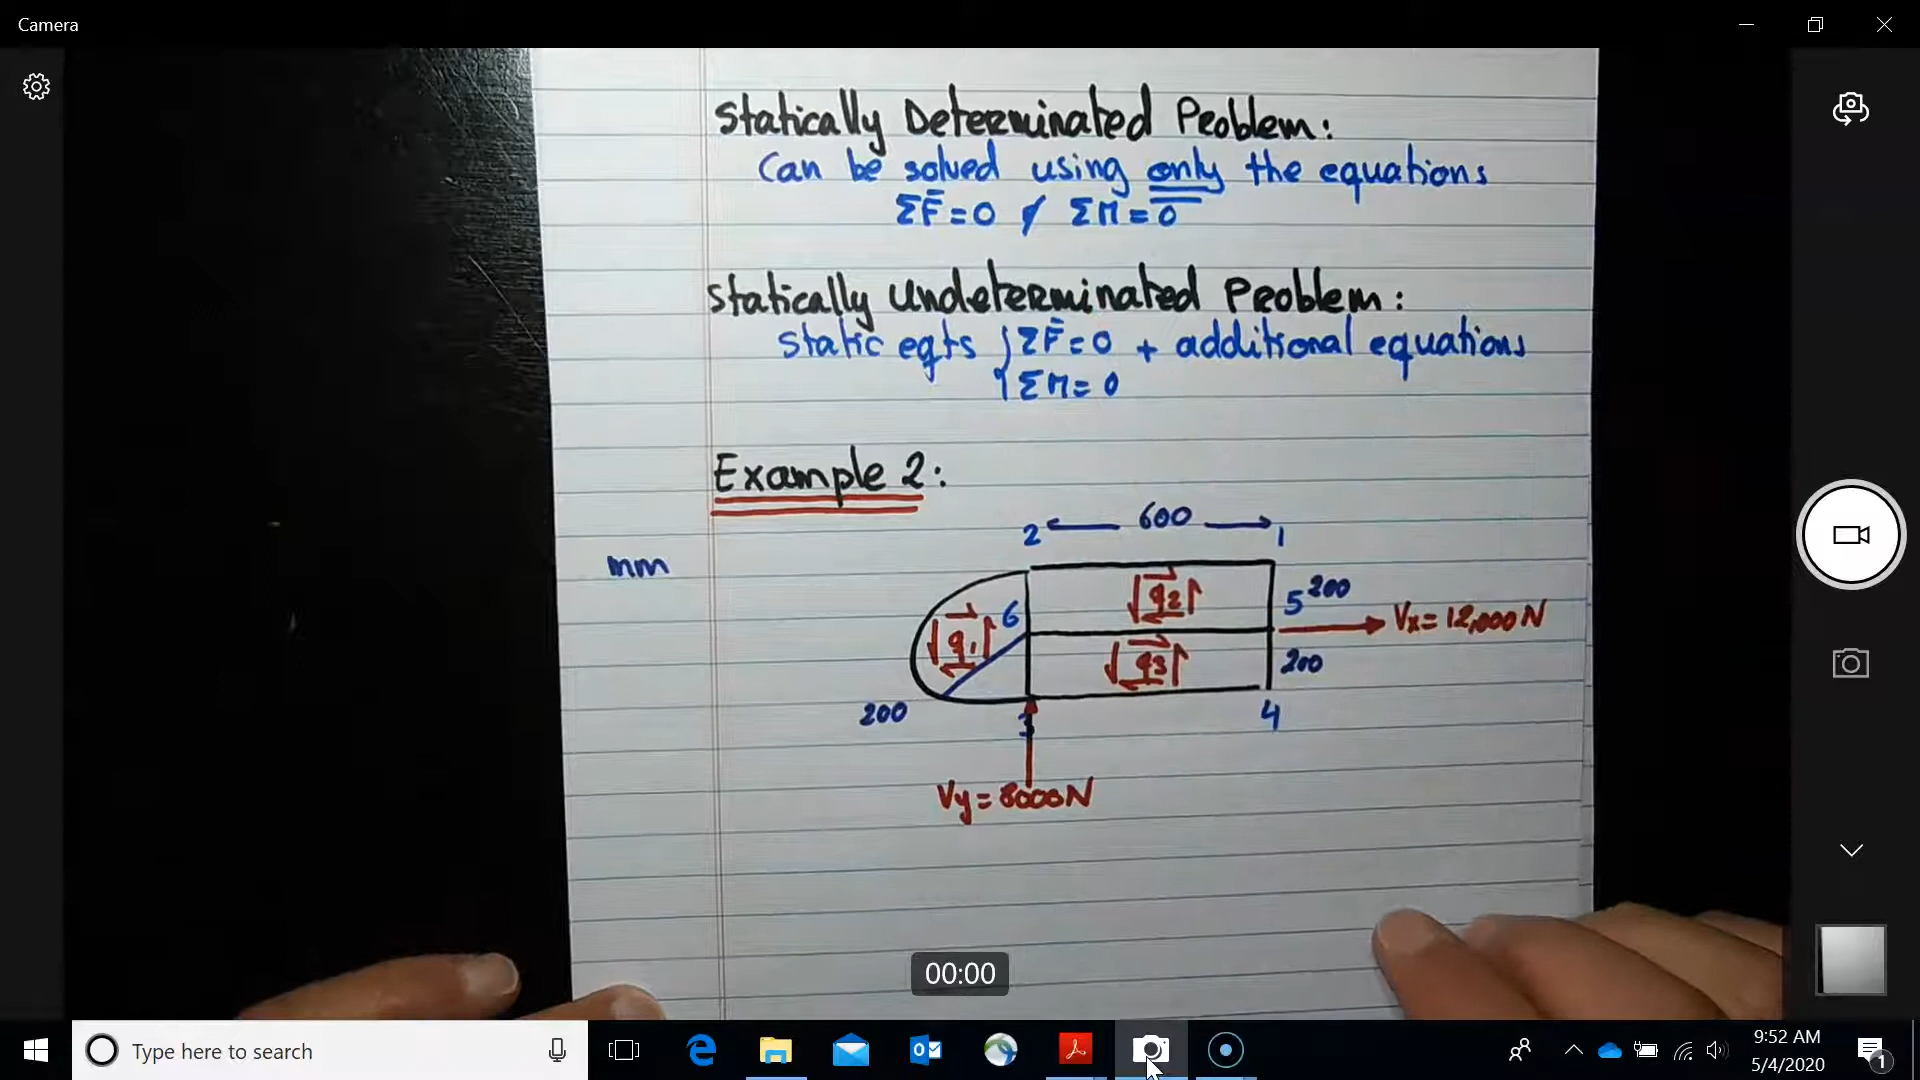 Camera
Statically Determinated Problem:
Can be solved using only the equations
ΣF̄=0 / ΣM=0
Statically Undeterminated Problem:
Static eqts { ΣF̄=0 + additional equations
ΣM=0
Example 2:
2 ← 600 → 1
mm
q2
6
5 200
q1
Vx=12,000N
q3
200
200
3
4
Vy=8000N
00:00
Type here to search
9:52 AM
5/4/2020
1